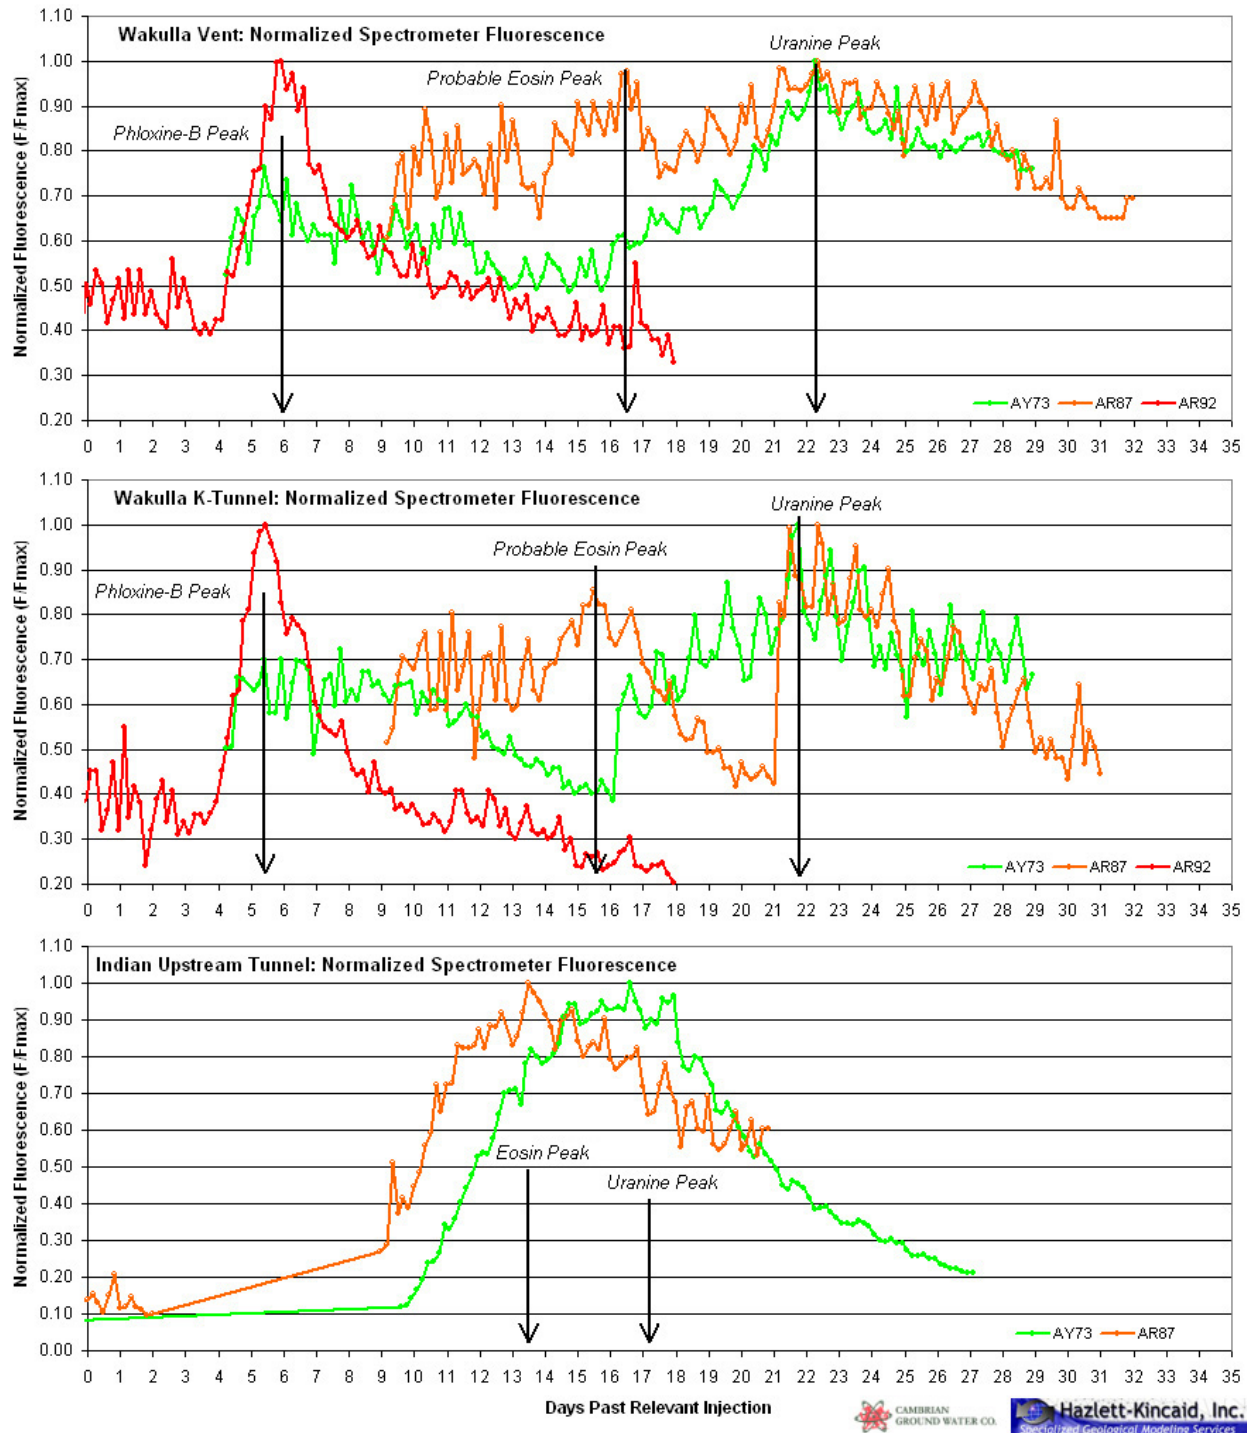 Wakulla Vent: Normalized Spectrometer Fluorescence
Uranine Peak
Probable Eosin Peak
Phloxine-B Peak
Normalized Fluorescence (F/Fmax)
1.10
1.00
0.90
0.80
0.70
0.60
0.50
0.40
0.30
0.20
AY73 AR87 AR92
0 1 2 3 4 5 6 7 8 9 10 11 12 13 14 15 16 17 18 19 20 21 22 23 24 25 26 27 28 29 30 31 32 33 34 35
Wakulla K-Tunnel: Normalized Spectrometer Fluorescence
Uranine Peak
Probable Eosin Peak
Phloxine-B Peak
Normalized Fluorescence (F/Fmax)
1.10
1.00
0.90
0.80
0.70
0.60
0.50
0.40
0.30
0.20
AY73 AR87 AR92
0 1 2 3 4 5 6 7 8 9 10 11 12 13 14 15 16 17 18 19 20 21 22 23 24 25 26 27 28 29 30 31 32 33 34 35
Indian Upstream Tunnel: Normalized Spectrometer Fluorescence
Eosin Peak
Uranine Peak
Normalized Fluorescence (F/Fmax)
1.10
1.00
0.90
0.80
0.70
0.60
0.50
0.40
0.30
0.20
0.10
0.00
AY73 AR87
0 1 2 3 4 5 6 7 8 9 10 11 12 13 14 15 16 17 18 19 20 21 22 23 24 25 26 27 28 29 30 31 32 33 34 35
Days Past Relevant Injection
CAMBRIAN
GROUND WATER CO.
Hazlett-Kincaid, Inc.
Specialized Geological Modeling Services